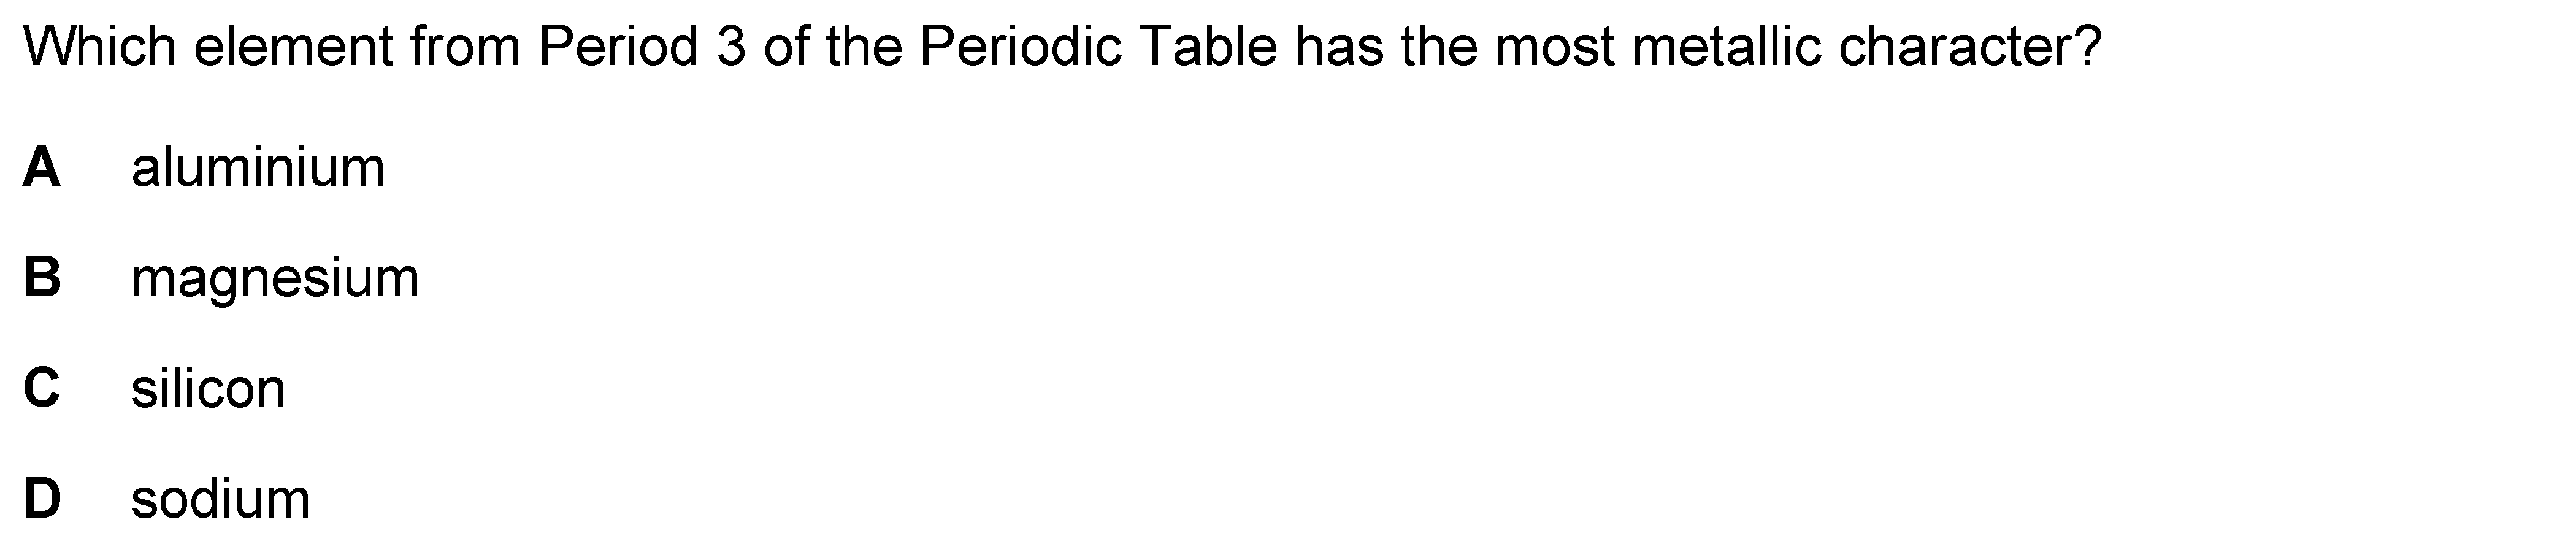 Which element from Period 3 of the Periodic Table has the most metallic character?
A aluminium
B magnesium
C silicon
D sodium